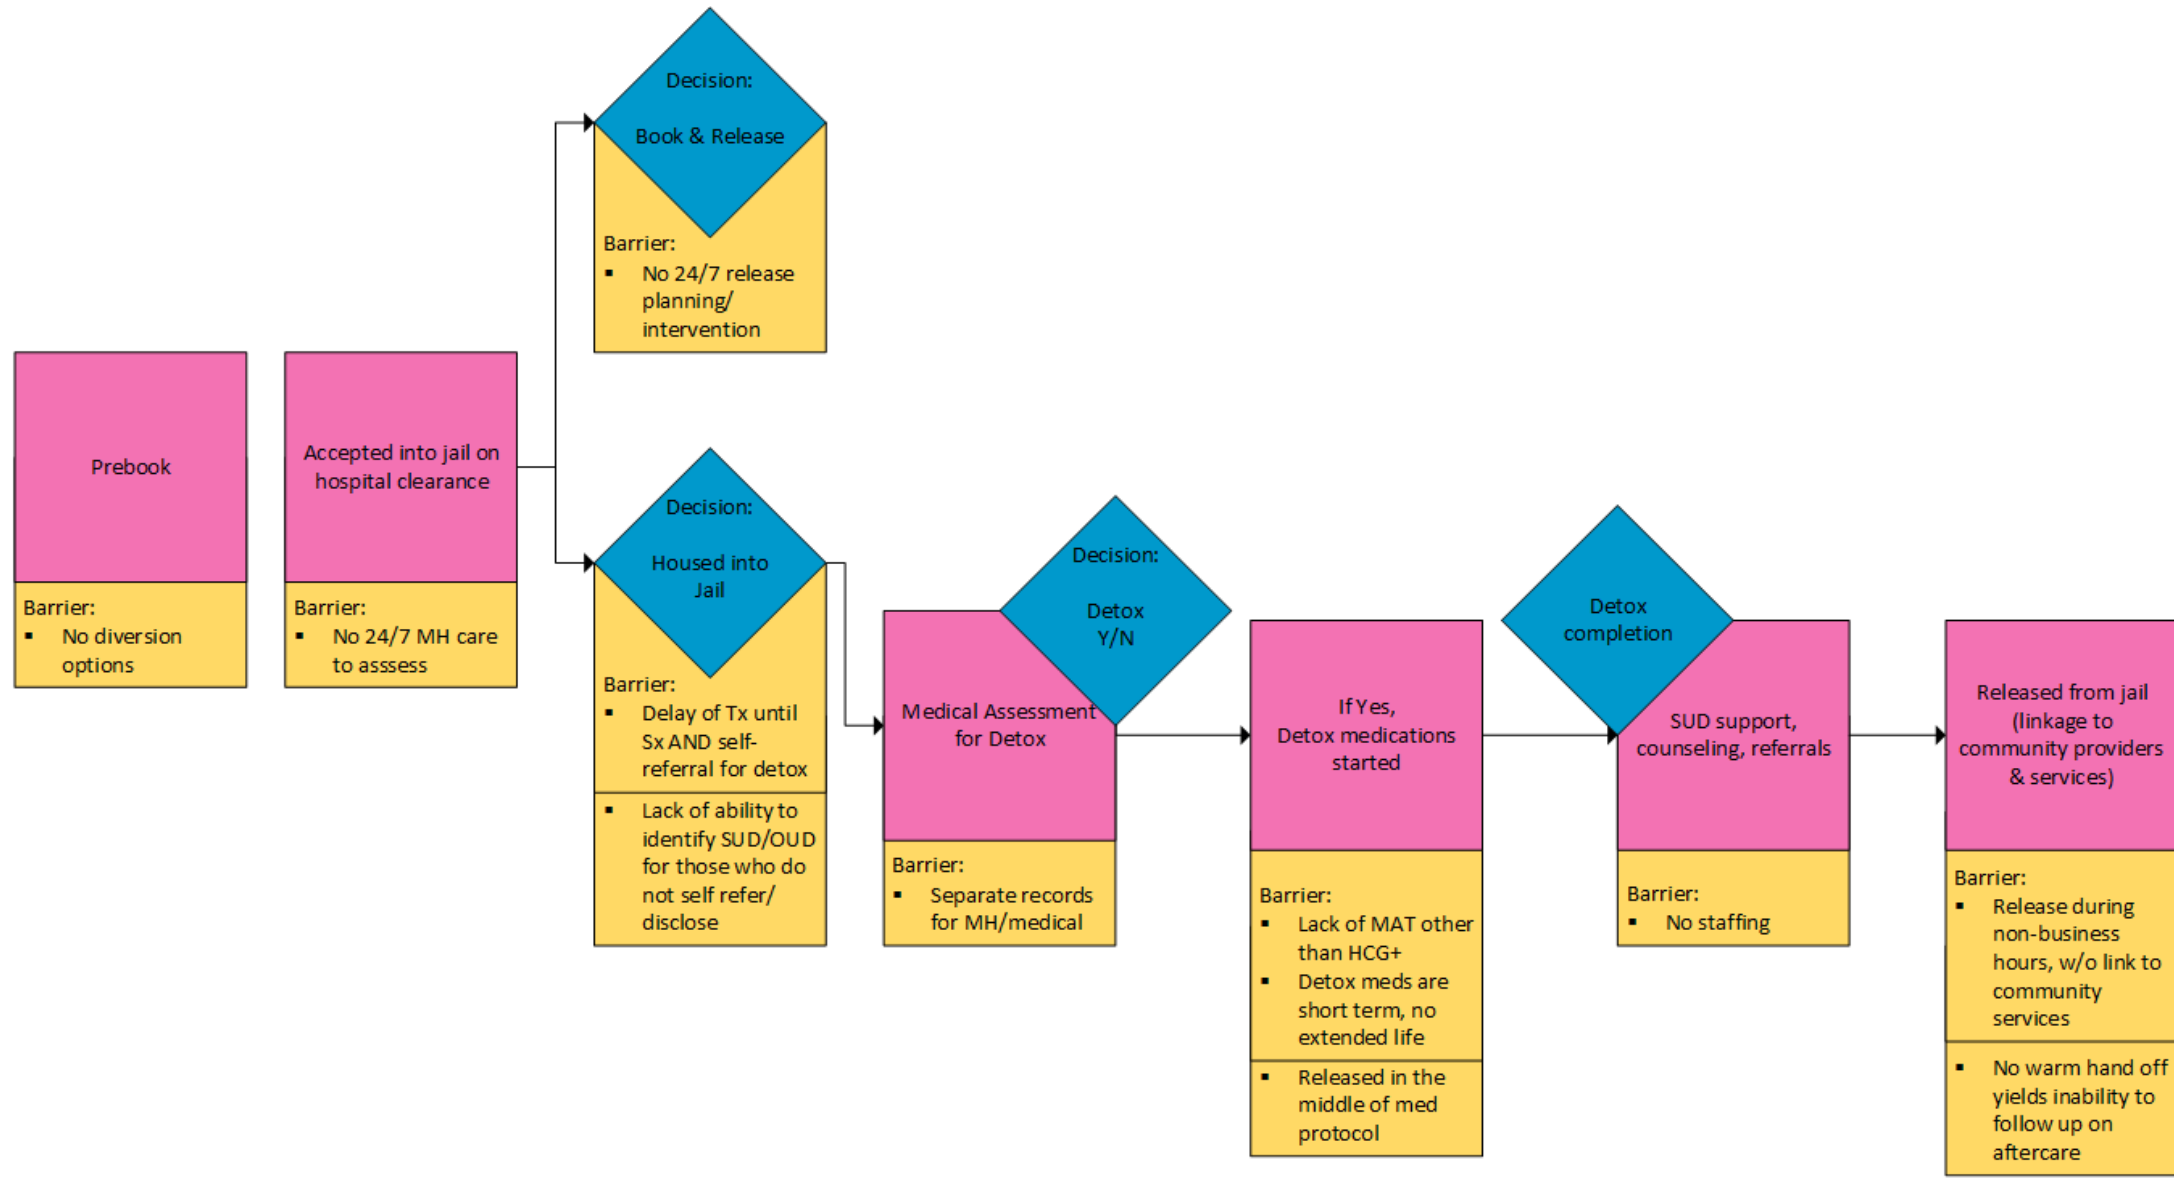 Decision:
Book & Release
Barrier:
▪ No 24/7 release
planning/
intervention
Prebook
Barrier:
▪ No diversion
options
Accepted into jail on
hospital clearance
Barrier:
▪ No 24/7 MH care
to asssess
Decision:
Housed into
Jail
Barrier:
▪ Delay of Tx until
Sx AND self-
referral for detox
▪ Lack of ability to
identify SUD/OUD
for those who do
not self refer/
disclose
Decision:
Detox
Y/N
Medical Assessment
for Detox
Barrier:
▪ Separate records
for MH/medical
If Yes,
Detox medications
started
Barrier:
▪ Lack of MAT other
than HCG+
▪ Detox meds are
short term, no
extended life
▪ Released in the
middle of med
protocol
Detox
completion
SUD support,
counseling, referrals
Barrier:
▪ No staffing
Released from jail
(linkage to
community providers
& services)
Barrier:
▪ Release during
non-business
hours, w/o link to
community
services
▪ No warm hand off
yields inability to
follow up on
aftercare